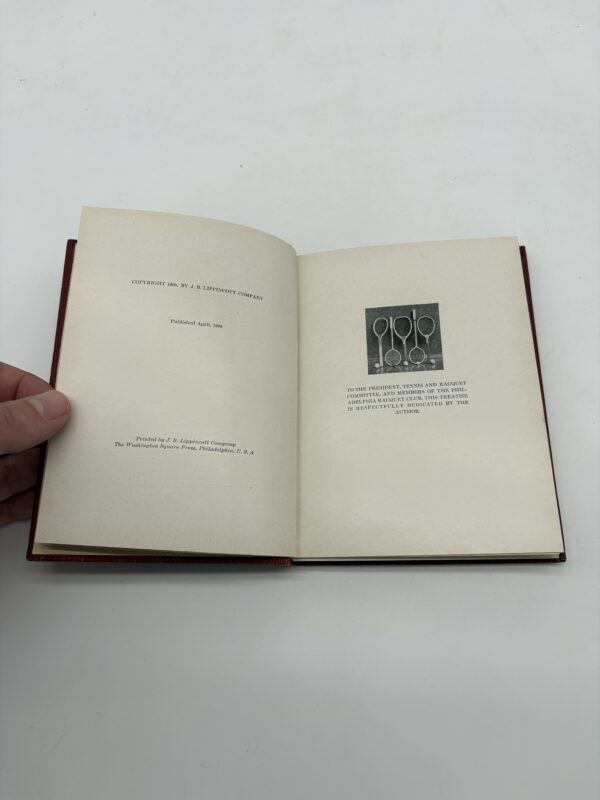 COPYRIGHT 1909, BY J. B. LIPPINCOTT COMPANY
Published April, 1909
Printed by J. B. Lippincott Company
The Washington Square Press, Philadelphia, U. S. A
TO THE PRESIDENT, TENNIS AND RACQUET
COMMITTEE, AND MEMBERS OF THE PHIL-
ADELPHIA RACQUET CLUB, THIS TREATISE
IS RESPECTFULLY DEDICATED BY THE
AUTHOR